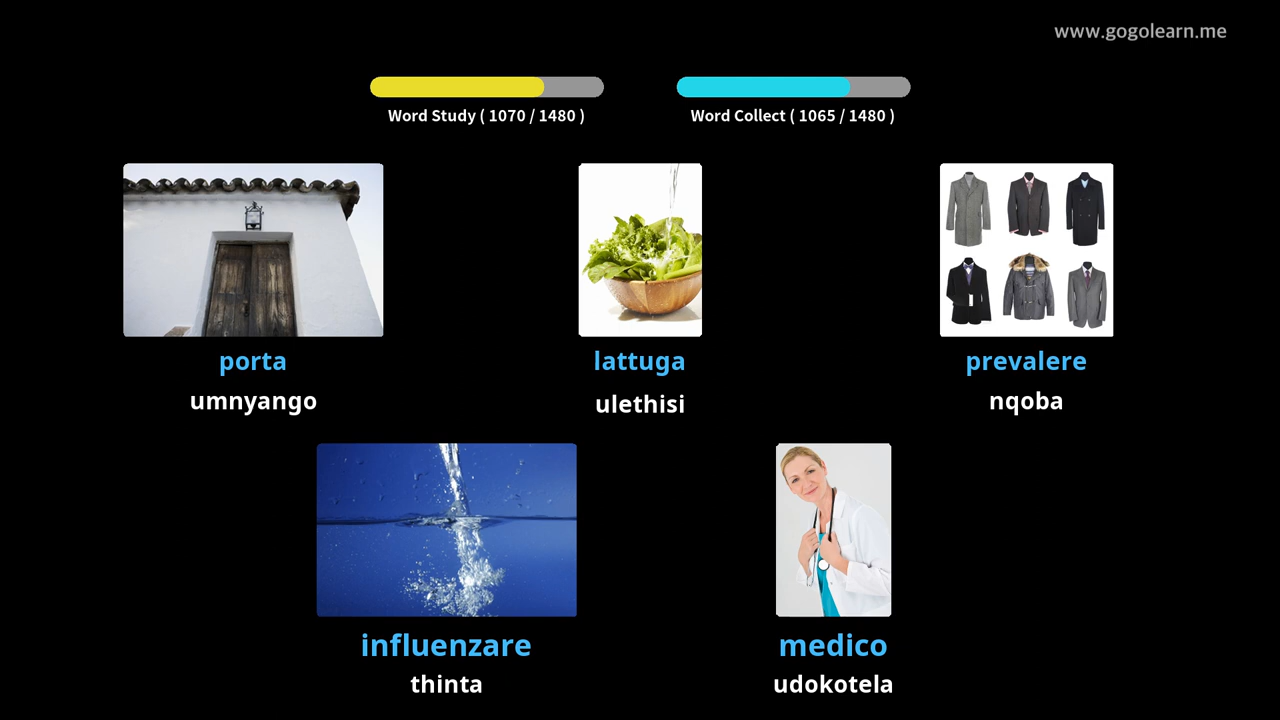 www.gogolearn.me
Word Study ( 1070 / 1480 )
Word Collect ( 1065 / 1480 )
porta
umnyango
lattuga
ulethisi
prevalere
nqoba
influenzare
thinta
medico
udokotela